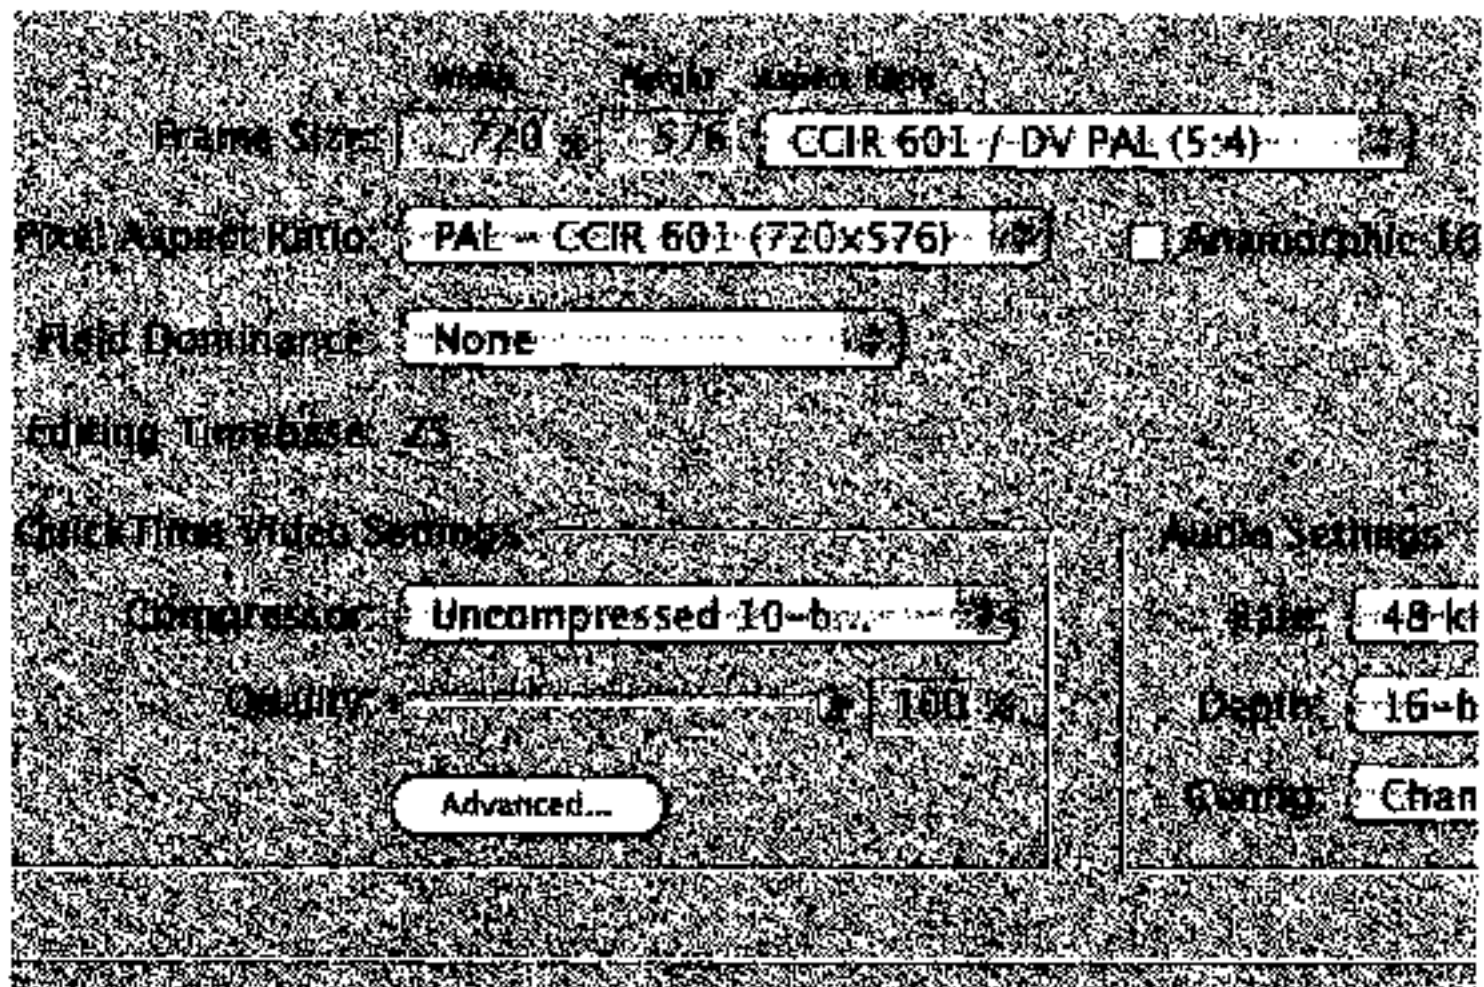 Width Height Aspect Ratio
Frame Size: 720 x 576 CCIR 601 / DV PAL (5:4)
Pixel Aspect Ratio: PAL - CCIR 601 (720x576) Anamorphic 16
Field Dominance: None
Editing Timebase: 25
QuickTime Video Settings Audio Settings
Compressor: Uncompressed 10-b... Rate: 48 k
Quality: 100 % Depth: 16-b
Advanced... Config: Chan